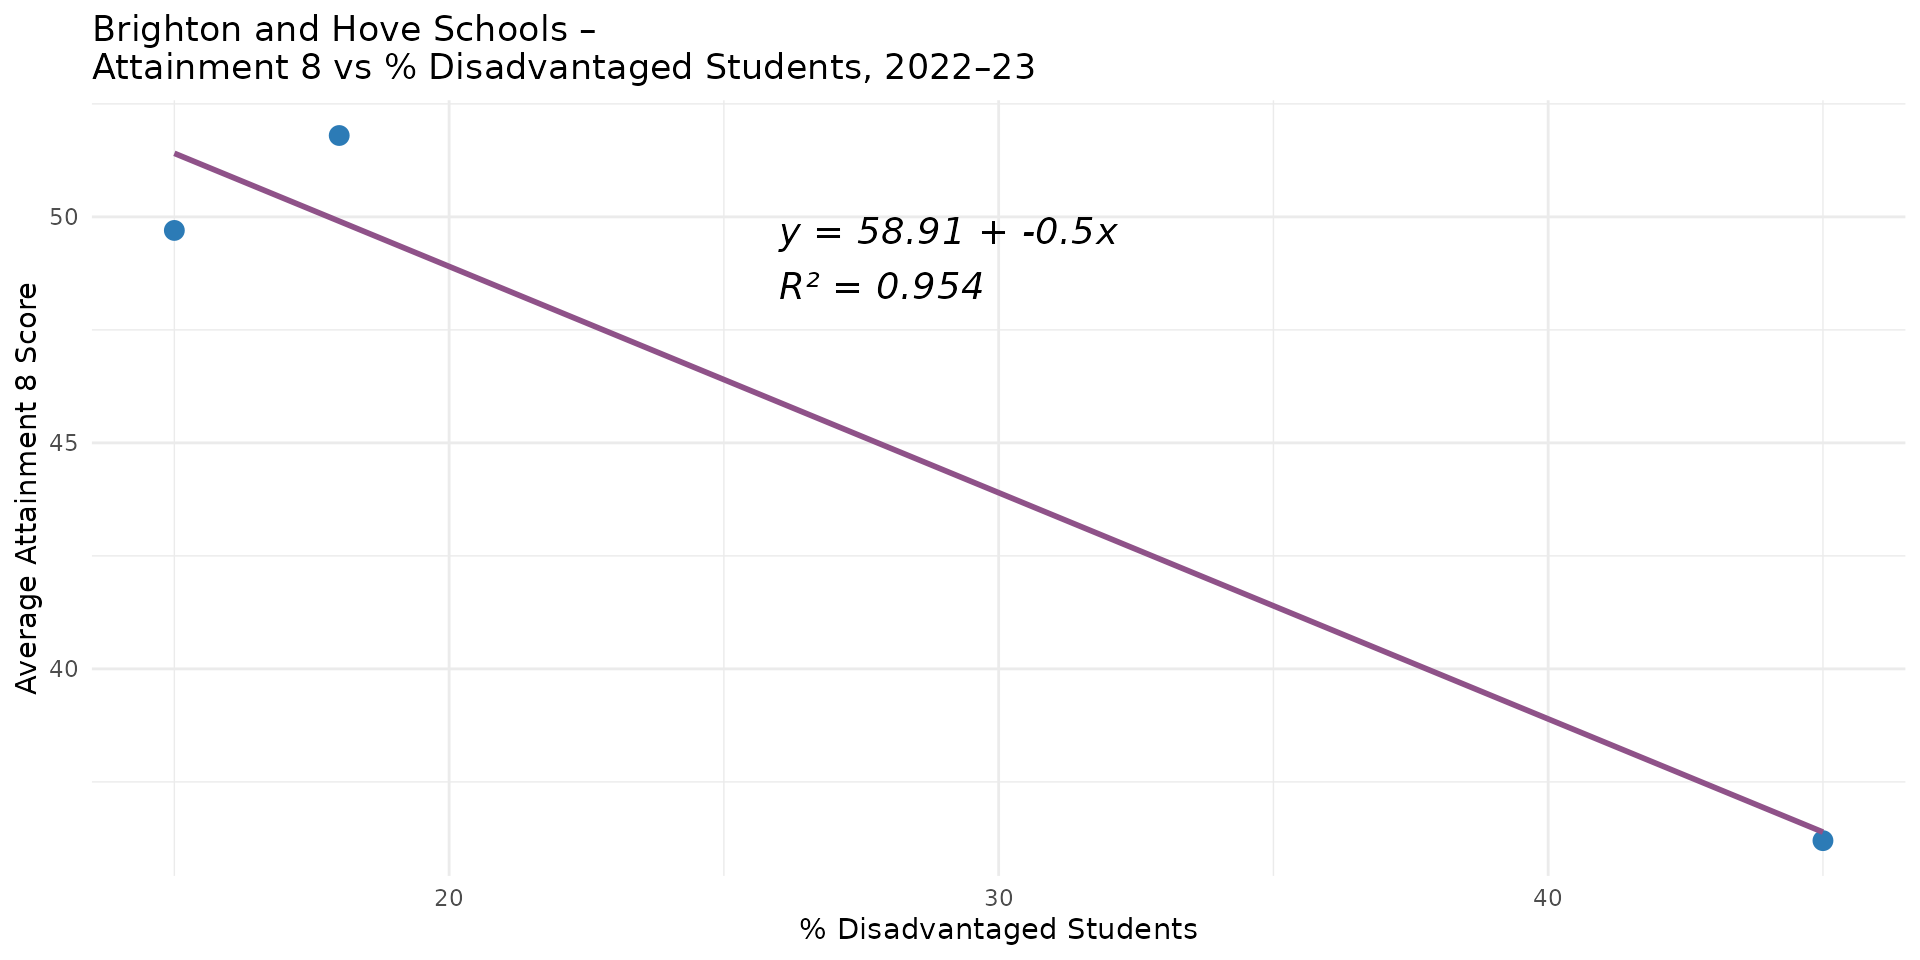 Brighton and Hove Schools –
Attainment 8 vs % Disadvantaged Students, 2022–23
y = 58.91 + -0.5x
R² = 0.954
Average Attainment 8 Score
50
45
40
20
30
40
% Disadvantaged Students